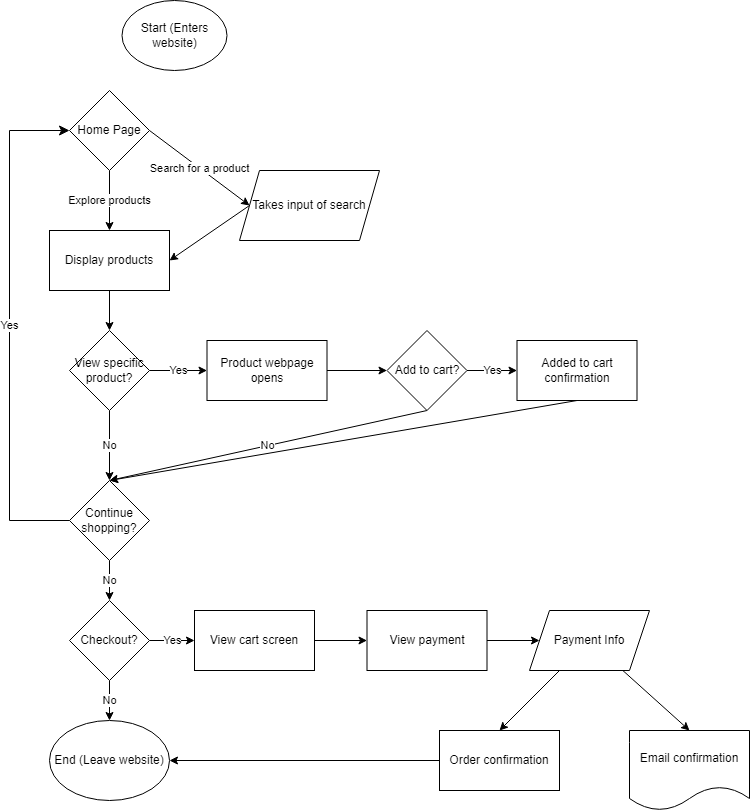 Start (Enters
website)
Home Page
Search for a product
Explore products
Takes input of search
Display products
Yes
View specific
product?
Yes
Product webpage
opens
Add to cart?
Yes
Added to cart
confirmation
No
No
Continue
shopping?
No
Checkout?
Yes
View cart screen
View payment
Payment Info
No
End (Leave website)
Order confirmation
Email confirmation